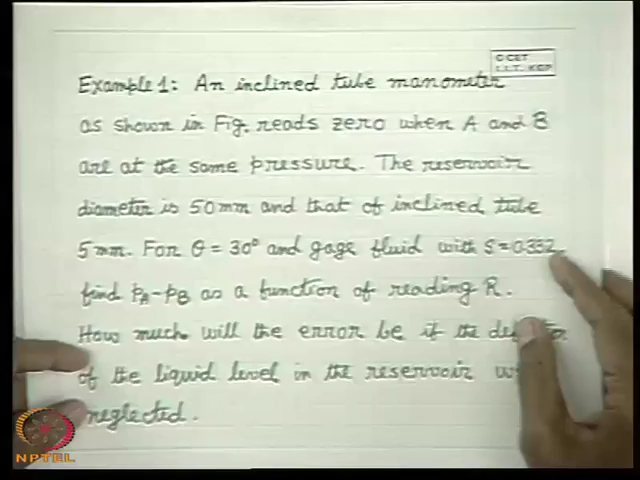 C CET
I.I.T. KGP
Example 1: An inclined tube manometer
as shown in Fig. reads zero when A and B
are at the same pressure. The reservoir
diameter is 50 mm and that of inclined tube
5 mm. For θ = 30° and gage fluid with S = 0.332
find pA-pB as a function of reading R.
How much will the error be if the
of the liquid level in the reservoir
neglected.
NPTEL